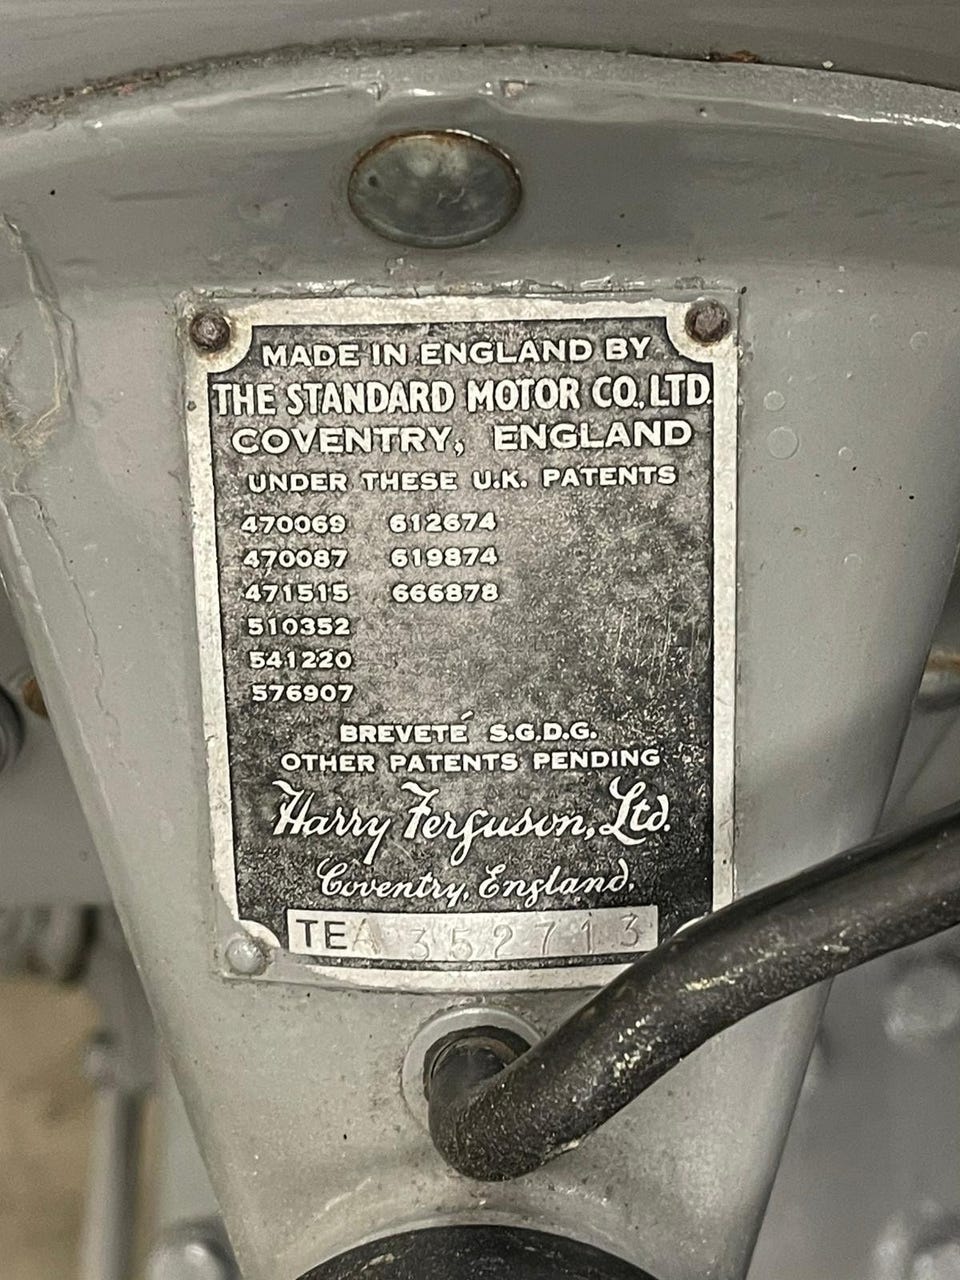 MADE IN ENGLAND BY
THE STANDARD MOTOR CO., LTD.
COVENTRY, ENGLAND
UNDER THESE U.K. PATENTS
470069 612674
470087 619874
471515 666878
510352
541220
576907
BREVETÉ S.G.D.G.
OTHER PATENTS PENDING
Harry Ferguson, Ltd.
Coventry, England.
TEA 352713